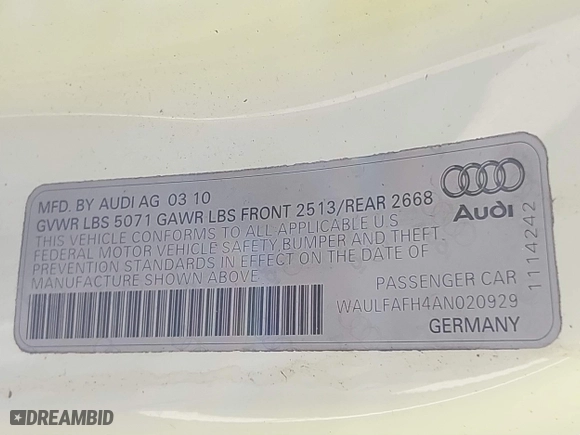 MFD. BY AUDI AG 03 10
GVWR LBS 5071 GAWR LBS FRONT 2513/REAR 2668
THIS VEHICLE CONFORMS TO ALL APPLICABLE U.S
FEDERAL MOTOR VEHICLE SAFETY BUMPER AND THEFT
PREVENTION STANDARDS IN EFFECT ON THE DATE OF
MANUFACTURE SHOWN ABOVE
PASSENGER CAR
WAULFAFH4AN020929
GERMANY
Audi
1114242
DREAMBID